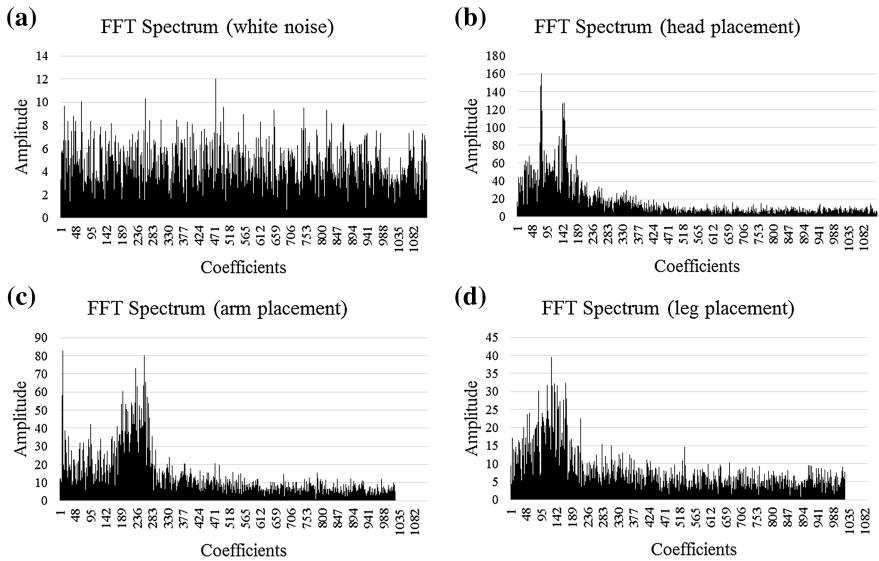 (a)
FFT Spectrum (white noise)
14
12
10
8
6
4
2
0
Amplitude
1 48 95 142 189 236 283 330 377 424 471 518 565 612 659 706 753 800 847 894 941 988 1035 1082
Coefficients
(b)
FFT Spectrum (head placement)
180
160
140
120
100
80
60
40
20
0
Amplitude
1 48 95 142 189 236 283 330 377 424 471 518 565 612 659 706 753 800 847 894 941 988 1035 1082
Coefficients
(c)
FFT Spectrum (arm placement)
90
80
70
60
50
40
30
20
10
0
Amplitude
1 48 95 142 189 236 283 330 377 424 471 518 565 612 659 706 753 800 847 894 941 988 1035 1082
Coefficients
(d)
FFT Spectrum (leg placement)
45
40
35
30
25
20
15
10
5
0
Amplitude
1 48 95 142 189 236 283 330 377 424 471 518 565 612 659 706 753 800 847 894 941 988 1035 1082
Coefficients